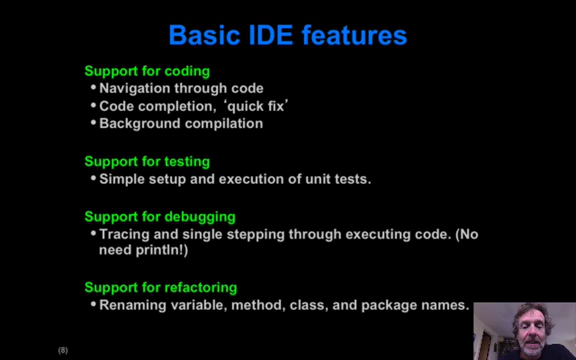 Basic IDE features
Support for coding
• Navigation through code
• Code completion, ‘quick fix’
• Background compilation
Support for testing
• Simple setup and execution of unit tests.
Support for debugging
• Tracing and single stepping through executing code. (No
need println!)
Support for refactoring
• Renaming variable, method, class, and package names.
(8)